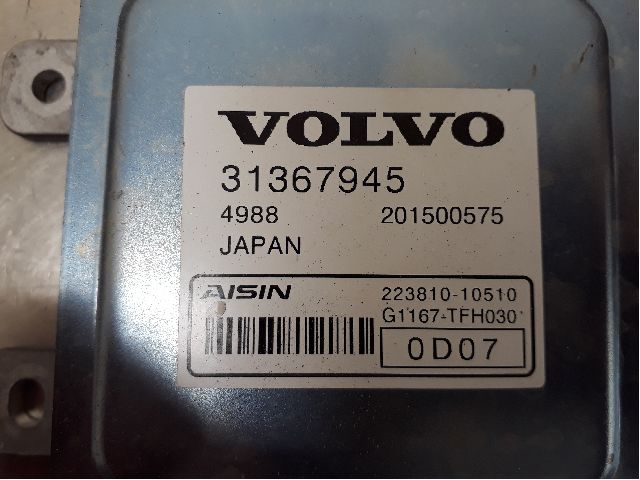 VOLVO
31367945
4988 201500575
JAPAN
AISIN 223810-10510
G1167-TFH030
0D07